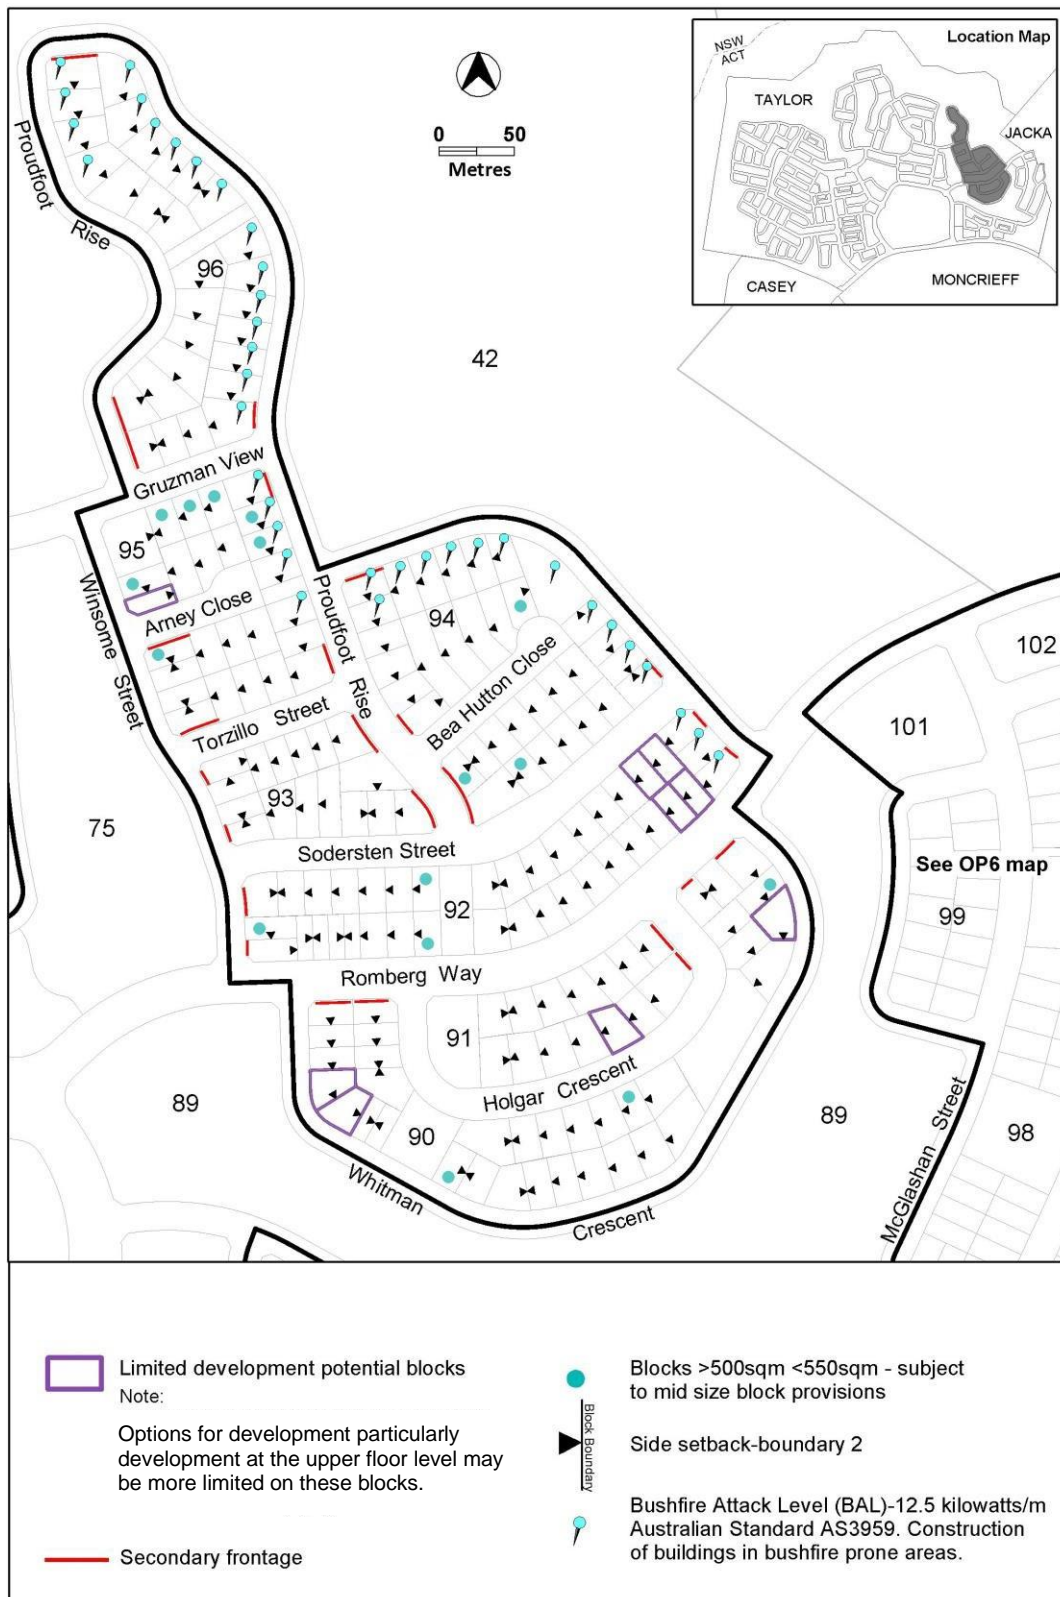 Location Map
NSW
ACT
TAYLOR
JACKA
CASEY
MONCRIEFF
0 50
Metres
Proudfoot
Rise
96
42
Gruzman View
95
Winsome Street
Arney Close
Proudfoot Rise
94
Bea Hutton Close
Torzillo Street
93
Sodersten Street
75
92
Romberg Way
91
Holgar Crescent
90
89
Whitman
Crescent
89
102
101
See OP6 map
99
McGlashan Street
98
Limited development potential blocks
Note:
Options for development particularly
development at the upper floor level may
be more limited on these blocks.
Secondary frontage
Blocks >500sqm <550sqm - subject
to mid size block provisions
Block Boundary
Side setback-boundary 2
Bushfire Attack Level (BAL)-12.5 kilowatts/m
Australian Standard AS3959. Construction
of buildings in bushfire prone areas.